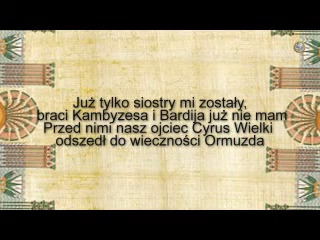 Już tylko siostry mi zostały,
braci Kambyzesa i Bardija już nie mam
Przed nimi nasz ojciec Cyrus Wielki
odszedł do wieczności Ormuzda